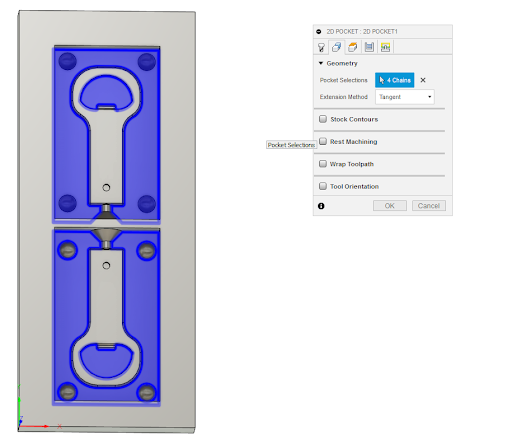 2D POCKET : 2D POCKET1
Geometry
Pocket Selections 4 Chains
Extension Method Tangent
Stock Contours
Pocket Selections
Rest Machining
Wrap Toolpath
Tool Orientation
OK Cancel
X